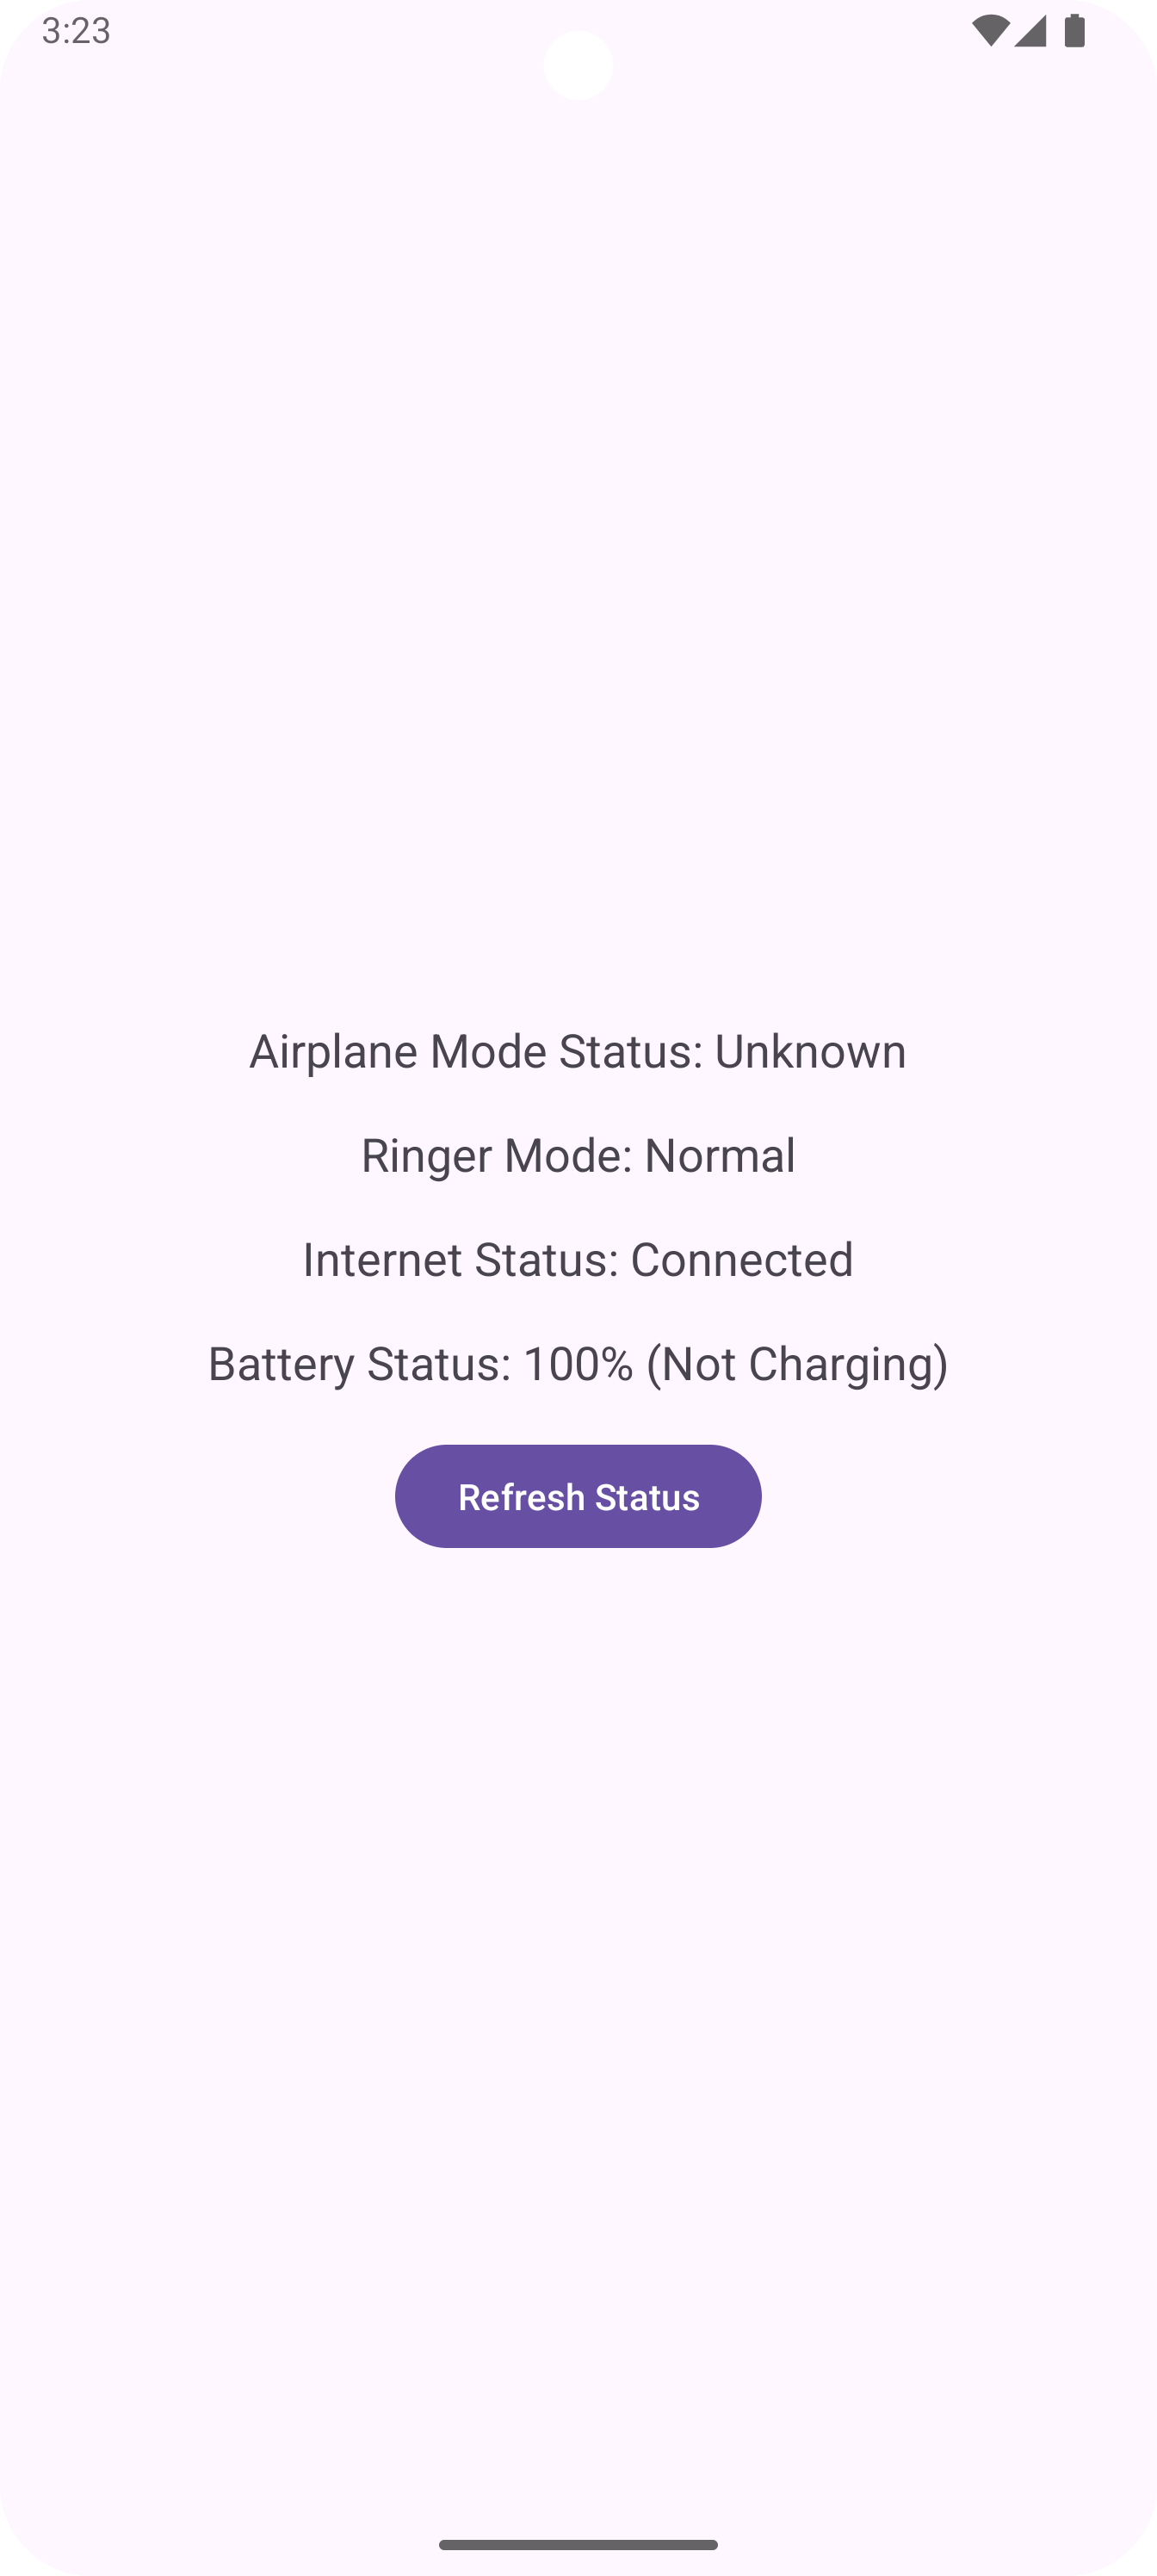 3:23
Airplane Mode Status: Unknown
Ringer Mode: Normal
Internet Status: Connected
Battery Status: 100% (Not Charging)
Refresh Status